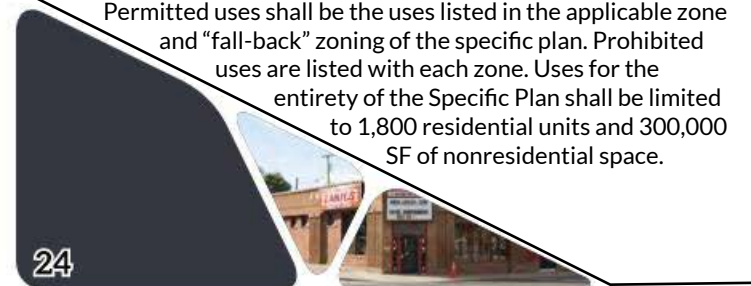 Permitted uses shall be the uses listed in the applicable zone
and “fall-back” zoning of the specific plan. Prohibited
uses are listed with each zone. Uses for the
entirety of the Specific Plan shall be limited
to 1,800 residential units and 300,000
SF of nonresidential space.
24